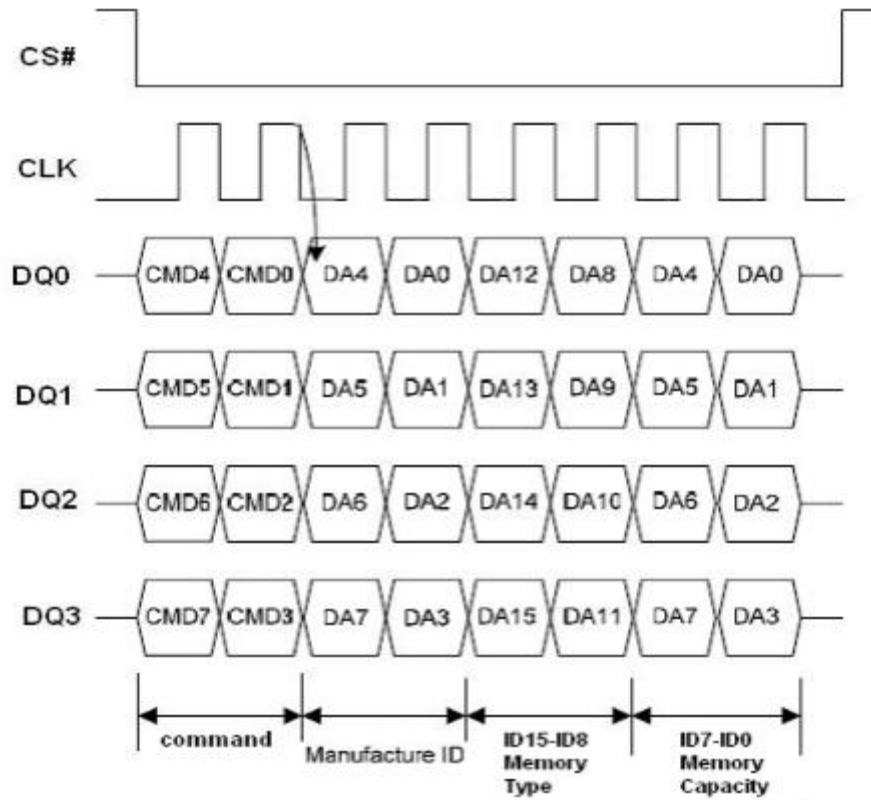 CS#
CLK
DQ0 CMD4 CMD0 DA4 DA0 DA12 DA8 DA4 DA0
DQ1 CMD5 CMD1 DA5 DA1 DA13 DA9 DA5 DA1
DQ2 CMD6 CMD2 DA6 DA2 DA14 DA10 DA6 DA2
DQ3 CMD7 CMD3 DA7 DA3 DA15 DA11 DA7 DA3
command
Manufacture ID
ID15-ID8
Memory
Type
ID7-ID0
Memory
Capacity